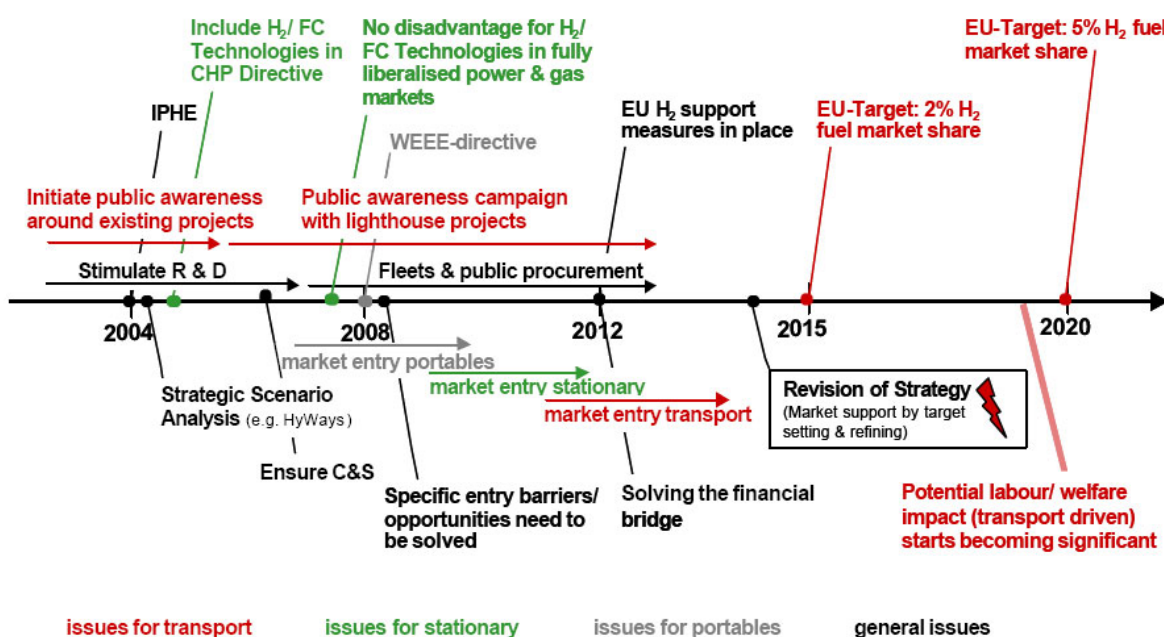 Include H₂/ FC
Technologies in
CHP Directive
No disadvantage for H₂/
FC Technologies in fully
liberalised power & gas
markets
EU-Target: 5% H₂ fuel
market share
IPHE
WEEE-directive
EU H₂ support
measures in place
EU-Target: 2% H₂
fuel market share
Initiate public awareness
around existing projects
Public awareness campaign
with lighthouse projects
Stimulate R & D
Fleets & public procurement
2004
2008
2012
2015
2020
market entry portables
market entry stationary
market entry transport
Strategic Scenario
Analysis (e.g. HyWays)
Ensure C&S
Revision of Strategy
(Market support by target
setting & refining)
Specific entry barriers/
opportunities need to
be solved
Solving the financial
bridge
Potential labour/ welfare
impact (transport driven)
starts becoming significant
issues for transport
issues for stationary
issues for portables
general issues